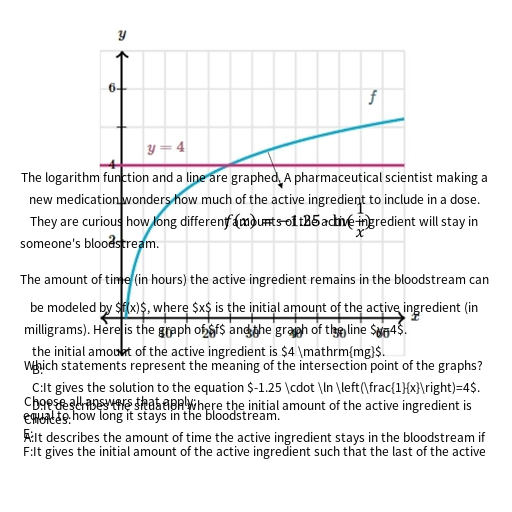 y
6
f
y = 4
4
The logarithm function and a line are graphed. A pharmaceutical scientist making a
new medication wonders how much of the active ingredient to include in a dose.
They are curious how long different amounts of the active ingredient will stay in
f(x) = -1.25 · ln(1/x)
2
someone's bloodstream.
The amount of time (in hours) the active ingredient remains in the bloodstream can
be modeled by $f(x)$, where $x$ is the initial amount of the active ingredient (in
x
milligrams). Here is the graph of $f$ and the graph of the line $y=4$.
10 20 30 40 50 60
the initial amount of the active ingredient is $4 \mathrm{mg}$.
Which statements represent the meaning of the intersection point of the graphs?
B:
C:It gives the solution to the equation $-1.25 \cdot \ln \left(\frac{1}{x}\right)=4$.
Choose all answers that apply:
D:It describes the situation where the initial amount of the active ingredient is
equal to how long it stays in the bloodstream.
Choices:
E:
A:It describes the amount of time the active ingredient stays in the bloodstream if
F:It gives the initial amount of the active ingredient such that the last of the active